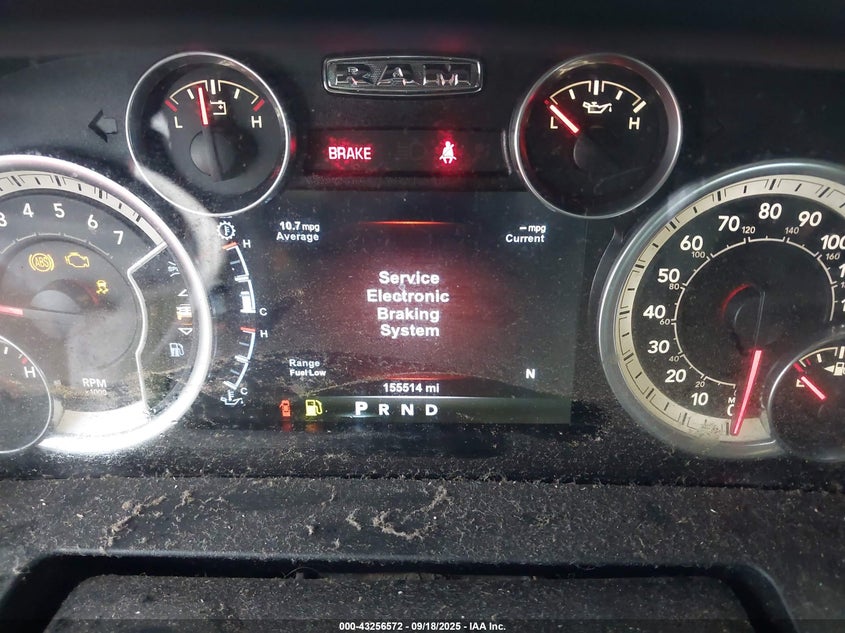 RAM
L H
L H
BRAKE
10.7 mpg
Average
– mpg
Current
Service
Electronic
Braking
System
Range
Fuel Low
N
155514 mi
P R N D
3 4 5 6 7
ABS
RPM
x1000
H
H
C
H
C
10 20 30 40 50 60 70 80 90 100
20 40 60 80 100 120 140 160
000-43256572 - 09/18/2025 - IAA Inc.